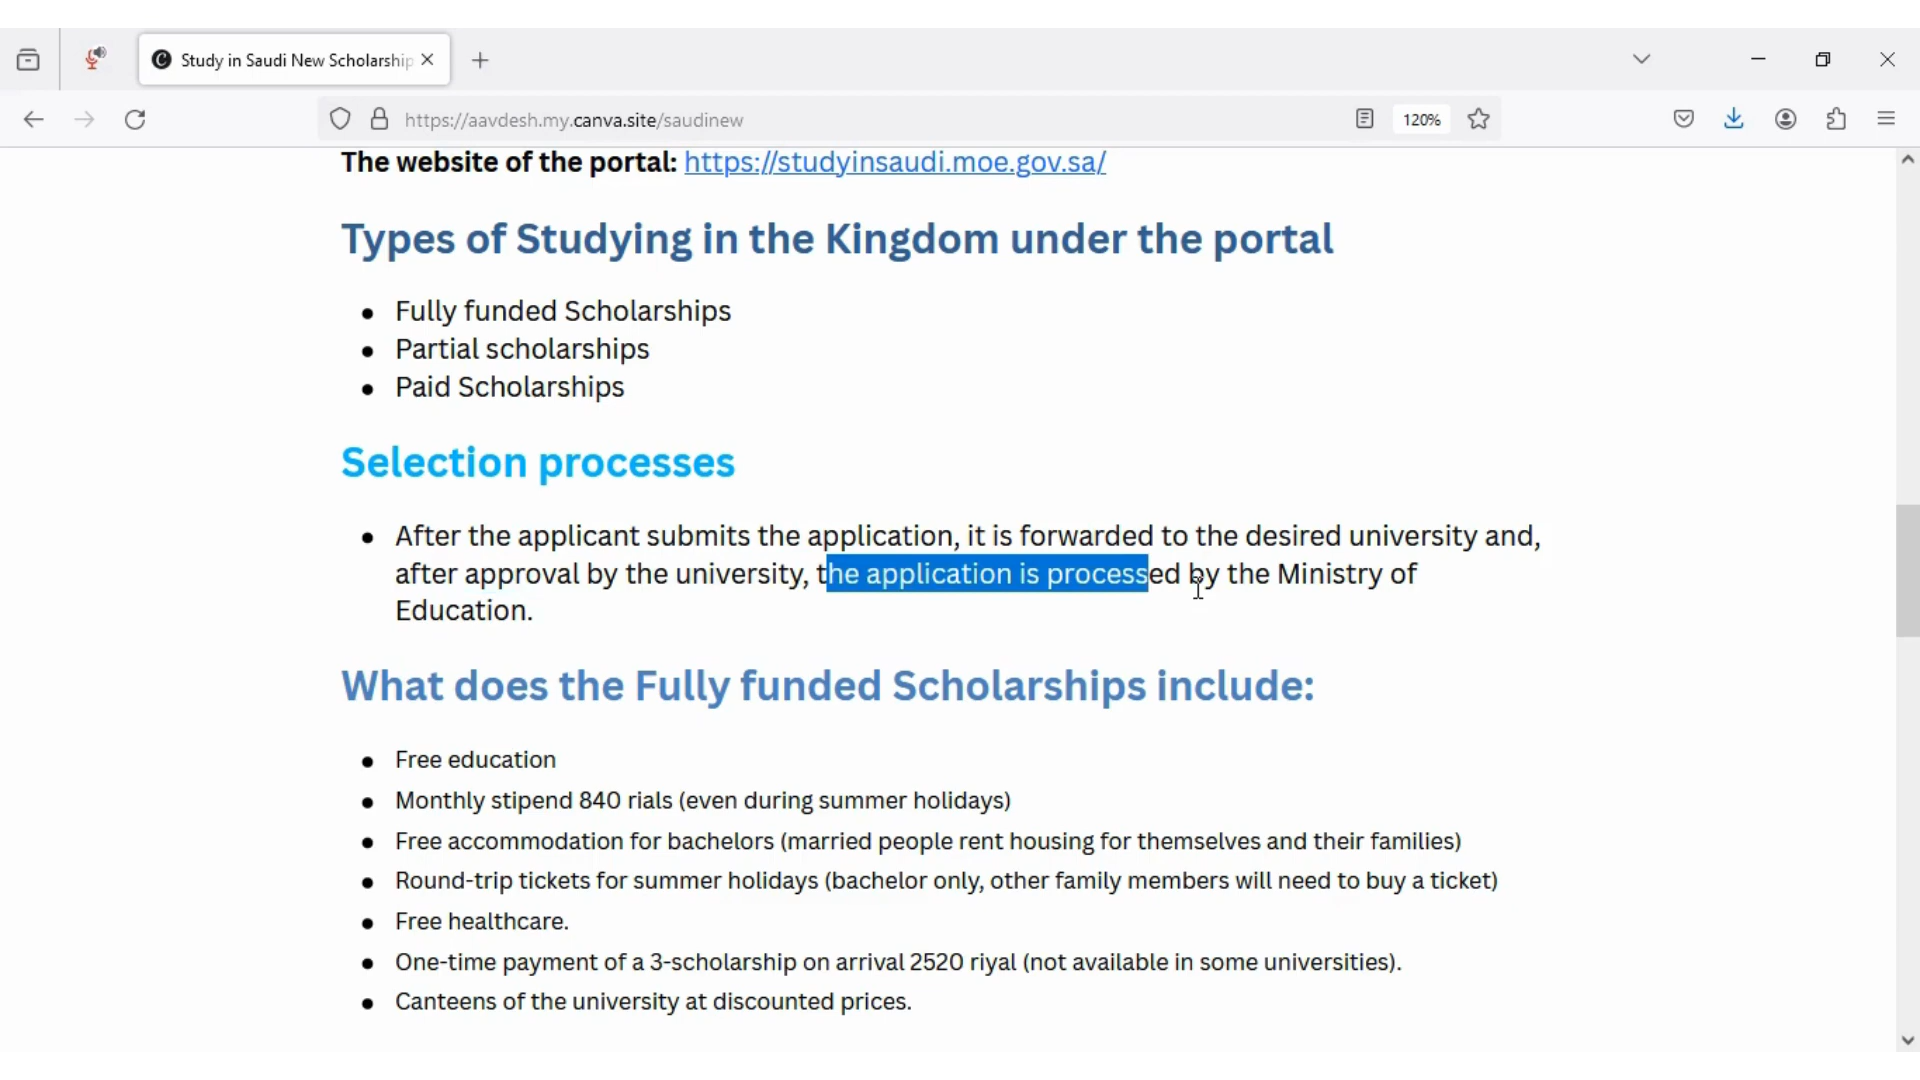 Study in Saudi New Scholarship
https://aavdesh.my.canva.site/saudinew
120%
The website of the portal: https://studyinsaudi.moe.gov.sa/
Types of Studying in the Kingdom under the portal
● Fully funded Scholarships
● Partial scholarships
● Paid Scholarships
Selection processes
● After the applicant submits the application, it is forwarded to the desired university and,
after approval by the university, the application is processed by the Ministry of
Education.
What does the Fully funded Scholarships include:
● Free education
● Monthly stipend 840 rials (even during summer holidays)
● Free accommodation for bachelors (married people rent housing for themselves and their families)
● Round-trip tickets for summer holidays (bachelor only, other family members will need to buy a ticket)
● Free healthcare.
● One-time payment of a 3-scholarship on arrival 2520 riyal (not available in some universities).
● Canteens of the university at discounted prices.